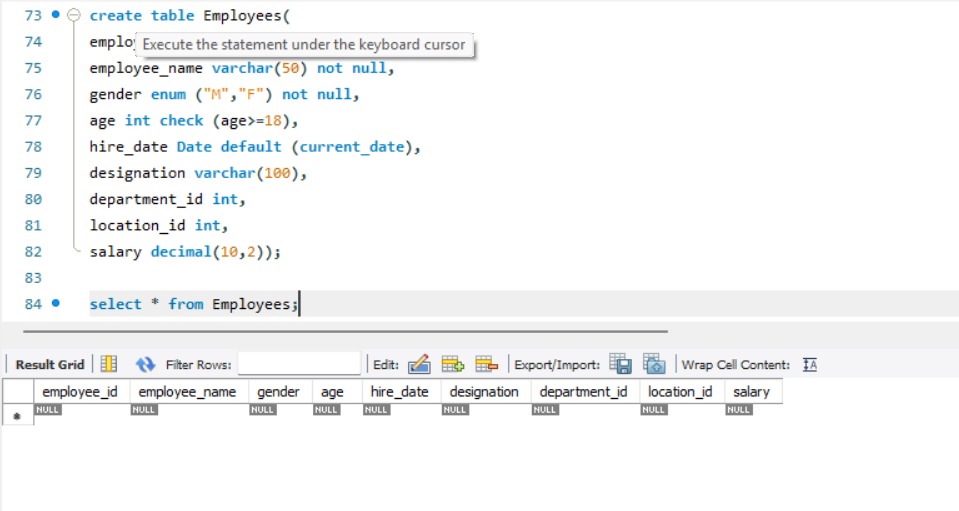 73 create table Employees(
74 emplo
Execute the statement under the keyboard cursor
75 employee_name varchar(50) not null,
76 gender enum ("M","F") not null,
77 age int check (age>=18),
78 hire_date Date default (current_date),
79 designation varchar(100),
80 department_id int,
81 location_id int,
82 salary decimal(10,2));
83
84 select * from Employees;
Result Grid Filter Rows: Edit: Export/Import: Wrap Cell Content: IA
employee_id employee_name gender age hire_date designation department_id location_id salary
* NULL NULL NULL NULL NULL NULL NULL NULL NULL